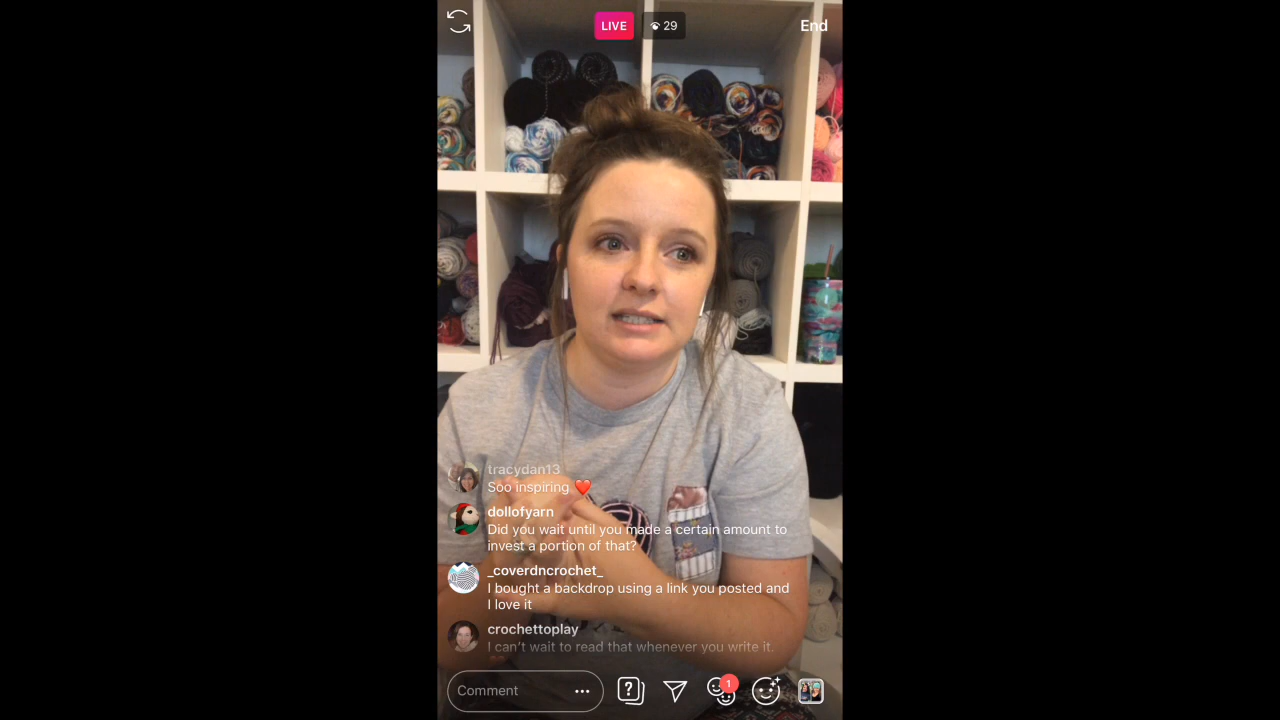 LIVE
29
End
tracydan13
Soo inspiring ❤️
dollofyarn
Did you wait until you made a certain amount to
invest a portion of that?
_coverdncrochet_
I bought a backdrop using a link you posted and
I love it
crochettoplay
I can't wait to read that whenever you write it.
Comment
1